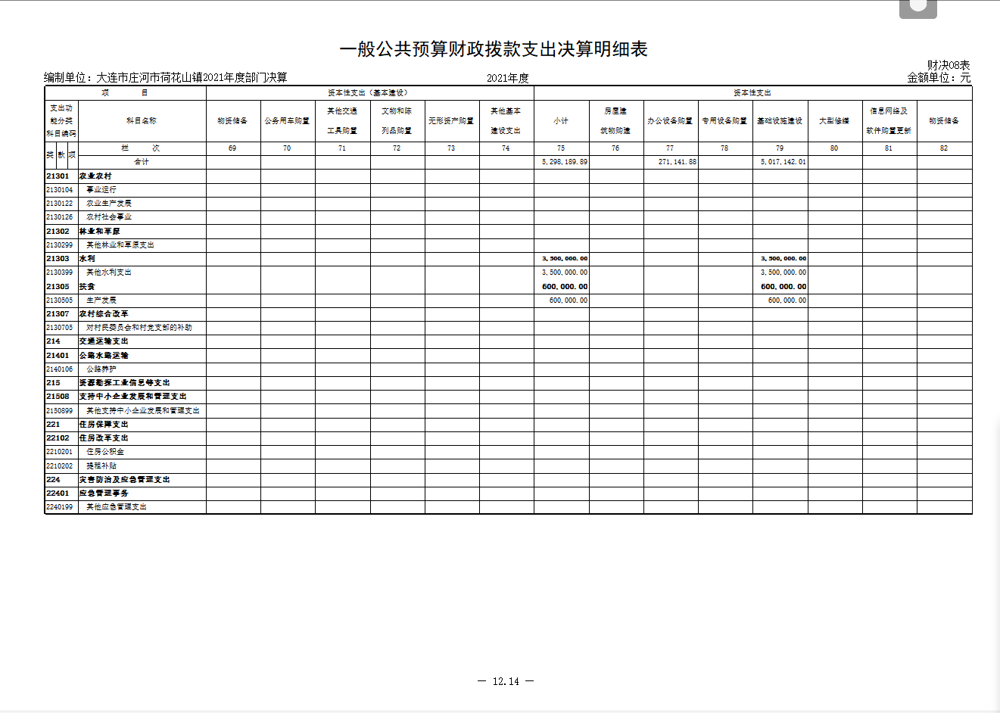 一般公共预算财政拨款支出决算明细表
财决08表
编制单位：大连市庄河市荷花山镇2021年度部门决算 2021年度 金额单位：元
项 目 资本性支出（基本建设） 资本性支出
支出功能分类科目编码 科目名称 物资储备 公务用车购置 其他交通工具购置 文物和陈列品购置 无形资产购置 其他基本建设支出 小计 房屋建筑物购建 办公设备购置 专用设备购置 基础设施建设 大型修缮 信息网络及软件购置更新 物资储备
类 款 项 栏 次 69 70 71 72 73 74 75 76 77 78 79 80 81 82
合计 5,298,189.89 271,141.88 5,017,142.01
21301 农业农村
2130104 事业运行
2130122 农业生产发展
2130126 农村社会事业
21302 林业和草原
2130299 其他林业和草原支出
21303 水利 3,500,000.00 3,500,000.00
2130399 其他水利支出 3,500,000.00 3,500,000.00
21305 扶贫 600,000.00 600,000.00
2130505 生产发展 600,000.00 600,000.00
21307 农村综合改革
2130705 对村民委员会和村党支部的补助
214 交通运输支出
21401 公路水路运输
2140106 公路养护
215 资源勘探工业信息等支出
21508 支持中小企业发展和管理支出
2150899 其他支持中小企业发展和管理支出
221 住房保障支出
22102 住房改革支出
2210201 住房公积金
2210202 提租补贴
224 灾害防治及应急管理支出
22401 应急管理事务
2240199 其他应急管理支出
— 12.14 —